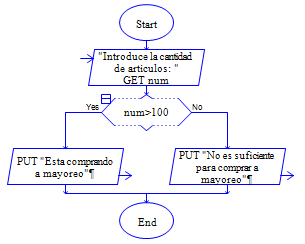 Start
"Introduce la cantidad
de articulos: "
GET num
Yes
num>100
No
PUT "Esta comprando
a mayoreo"¶
PUT "No es suficiente
para comprar a
mayoreo"¶
End